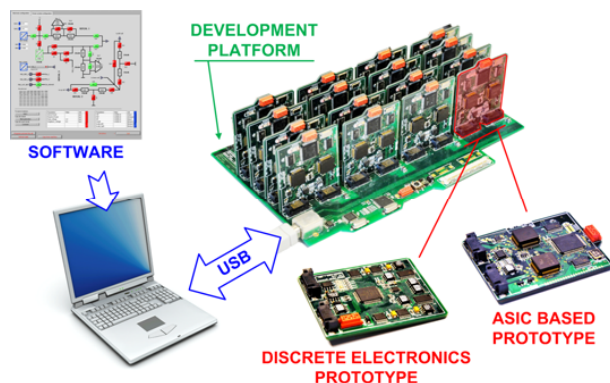 DEVELOPMENT
PLATFORM
SOFTWARE
USB
DISCRETE ELECTRONICS
PROTOTYPE
ASIC BASED
PROTOTYPE